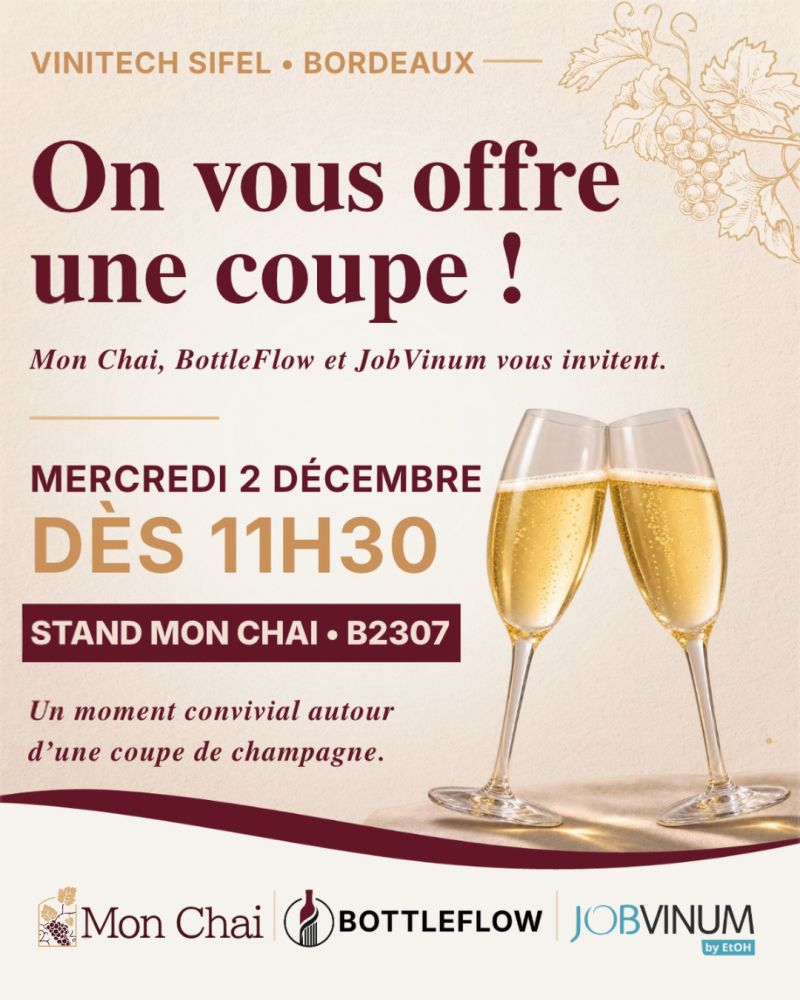 VINITECH SIFEL • BORDEAUX
On vous offre
une coupe !
Mon Chai, BottleFlow et JobVinum vous invitent.
MERCREDI 2 DÉCEMBRE
DÈS 11H30
STAND MON CHAI • B2307
Un moment convivial autour
d’une coupe de champagne.
Mon Chai
BOTTLEFLOW
JOBVINUM
by EtOH